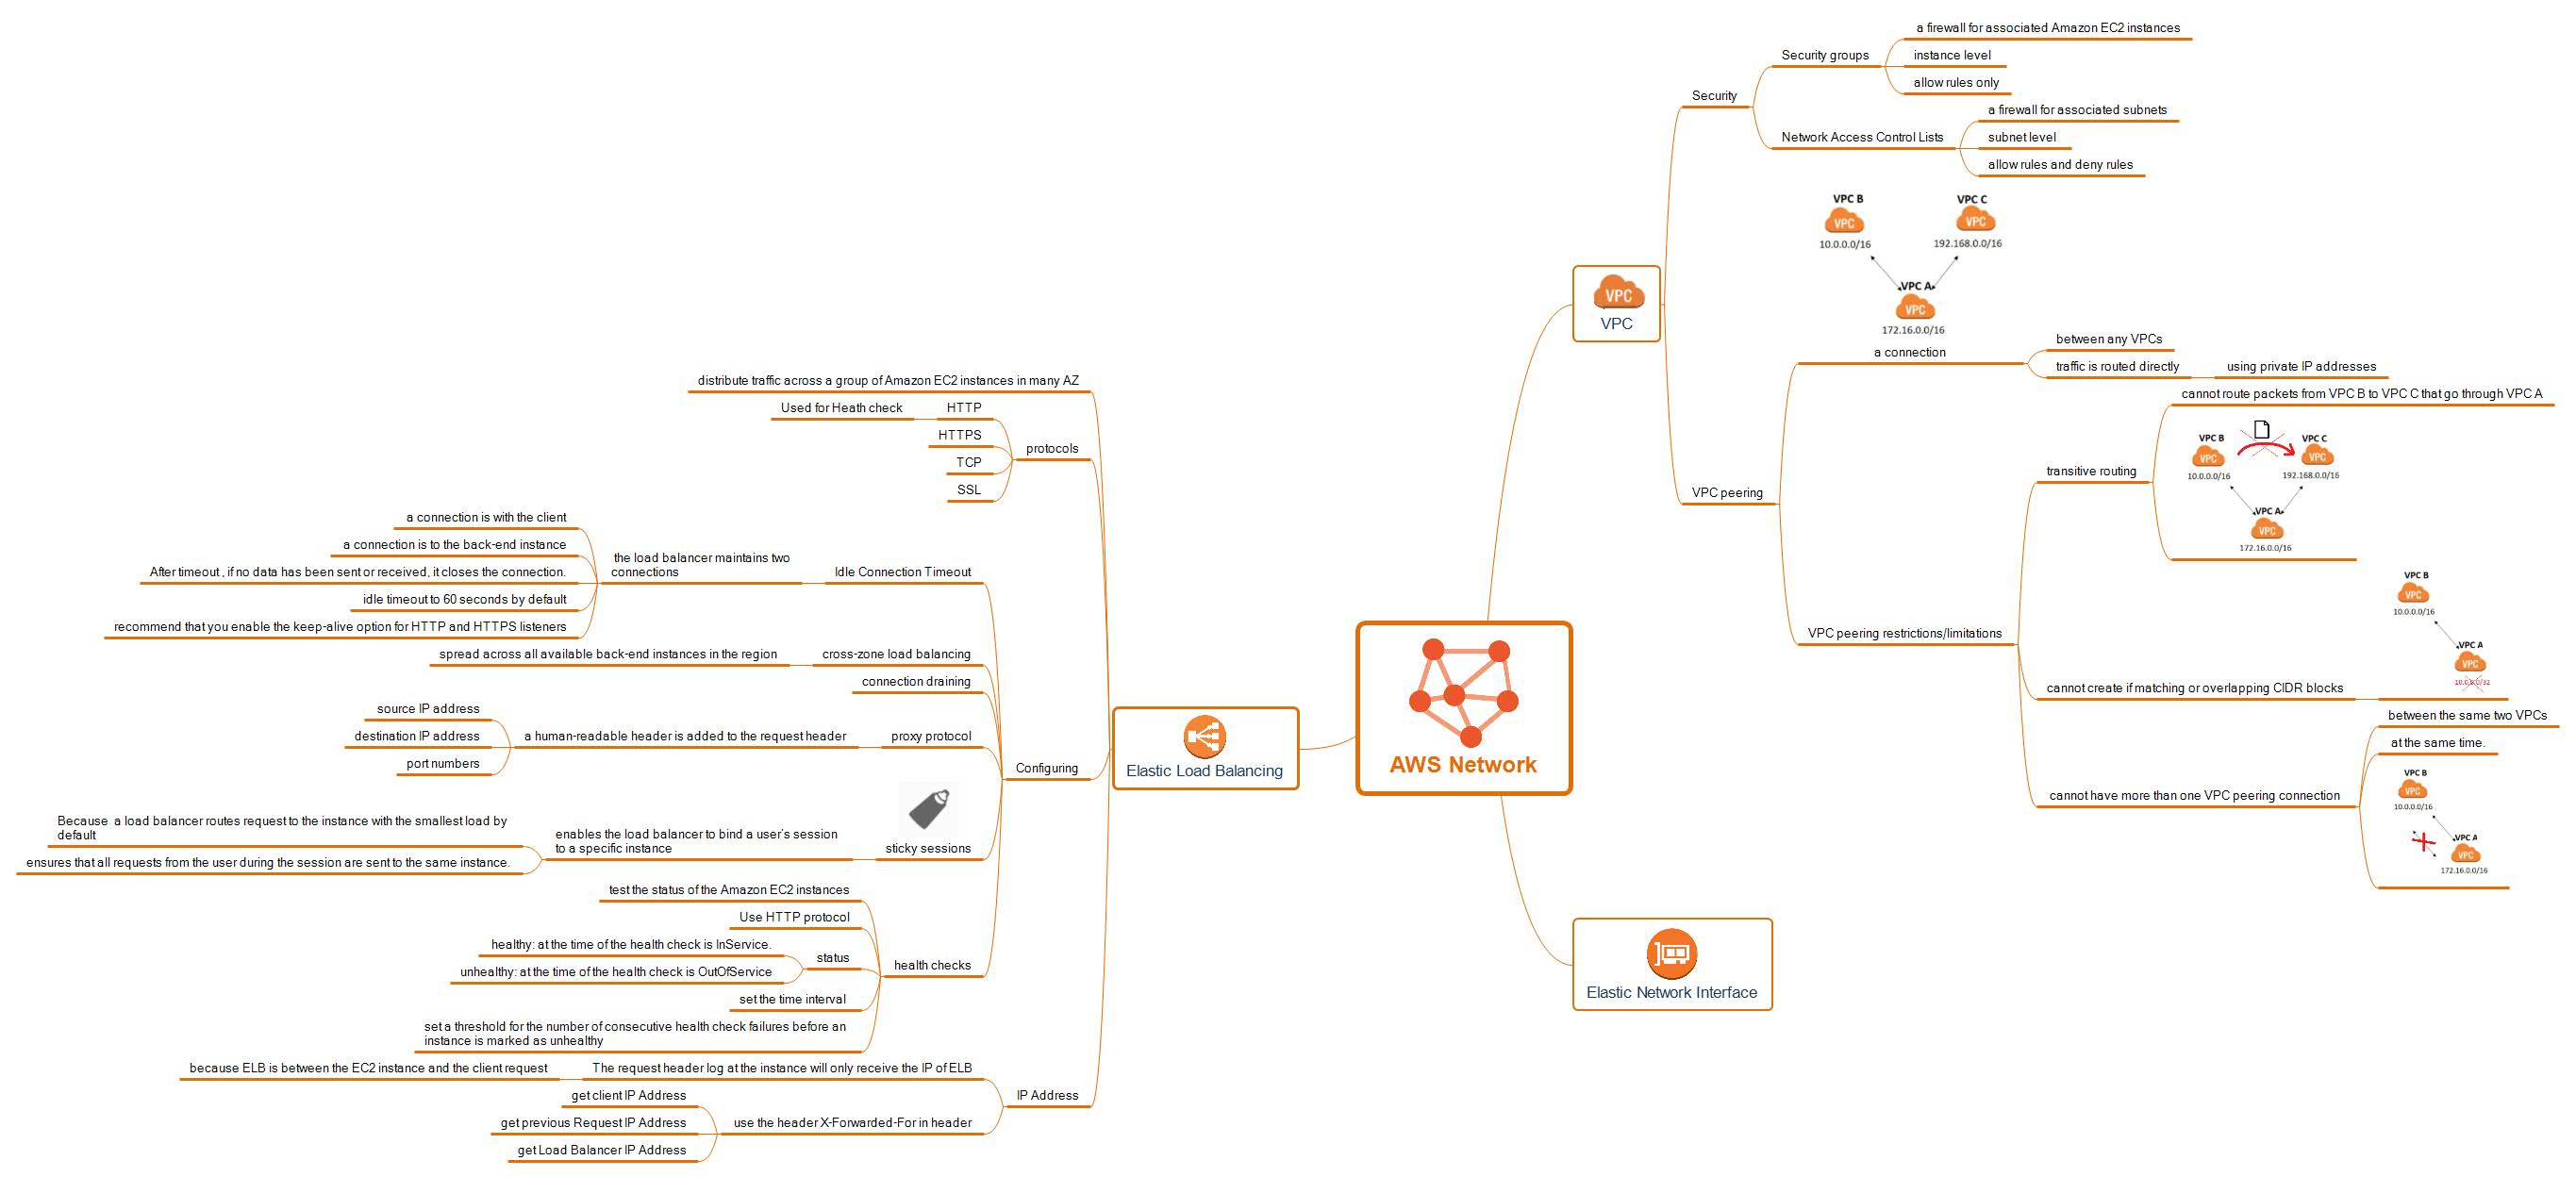 AWS Network
VPC
VPC
Security
Security groups
a firewall for associated Amazon EC2 instances
instance level
allow rules only
Network Access Control Lists
a firewall for associated subnets
subnet level
allow rules and deny rules
VPC peering
VPC B
VPC
10.0.0.0/16
VPC C
VPC
192.168.0.0/16
VPC A
VPC
172.16.0.0/16
a connection
between any VPCs
traffic is routed directly
using private IP addresses
VPC peering restrictions/limitations
transitive routing
cannot route packets from VPC B to VPC C that go through VPC A
VPC B
VPC
10.0.0.0/16
VPC C
VPC
192.168.0.0/16
VPC A
VPC
172.16.0.0/16
cannot create if matching or overlapping CIDR blocks
VPC B
VPC
10.0.0.0/16
VPC A
VPC
cannot have more than one VPC peering connection
between the same two VPCs
at the same time.
VPC B
VPC
10.0.0.0/16
VPC A
VPC
172.16.0.0/16
Elastic Network Interface
Elastic Load Balancing
distribute traffic across a group of Amazon EC2 instances in many AZ
protocols
HTTP
Used for Heath check
HTTPS
TCP
SSL
Configuring
Idle Connection Timeout
the load balancer maintains two
connections
a connection is with the client
a connection is to the back-end instance
After timeout , if no data has been sent or received, it closes the connection.
idle timeout to 60 seconds by default
recommend that you enable the keep-alive option for HTTP and HTTPS listeners
cross-zone load balancing
spread across all available back-end instances in the region
connection draining
proxy protocol
a human-readable header is added to the request header
source IP address
destination IP address
port numbers
sticky sessions
enables the load balancer to bind a user's session
to a specific instance
Because a load balancer routes request to the instance with the smallest load by
default
ensures that all requests from the user during the session are sent to the same instance.
health checks
test the status of the Amazon EC2 instances
Use HTTP protocol
status
healthy: at the time of the health check is InService.
unhealthy: at the time of the health check is OutOfService
set the time interval
set a threshold for the number of consecutive health check failures before an
instance is marked as unhealthy
IP Address
The request header log at the instance will only receive the IP of ELB
because ELB is between the EC2 instance and the client request
use the header X-Forwarded-For in header
get client IP Address
get previous Request IP Address
get Load Balancer IP Address